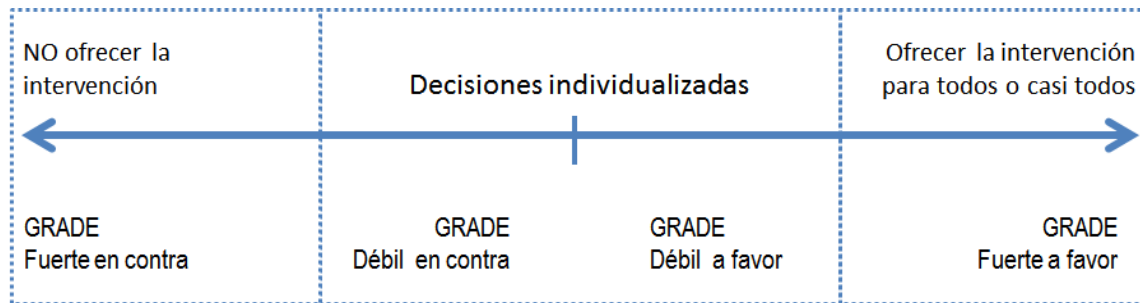 NO ofrecer la
intervención
Decisiones individualizadas
Ofrecer la intervención
para todos o casi todos
GRADE
Fuerte en contra
GRADE
Débil en contra
GRADE
Débil a favor
GRADE
Fuerte a favor